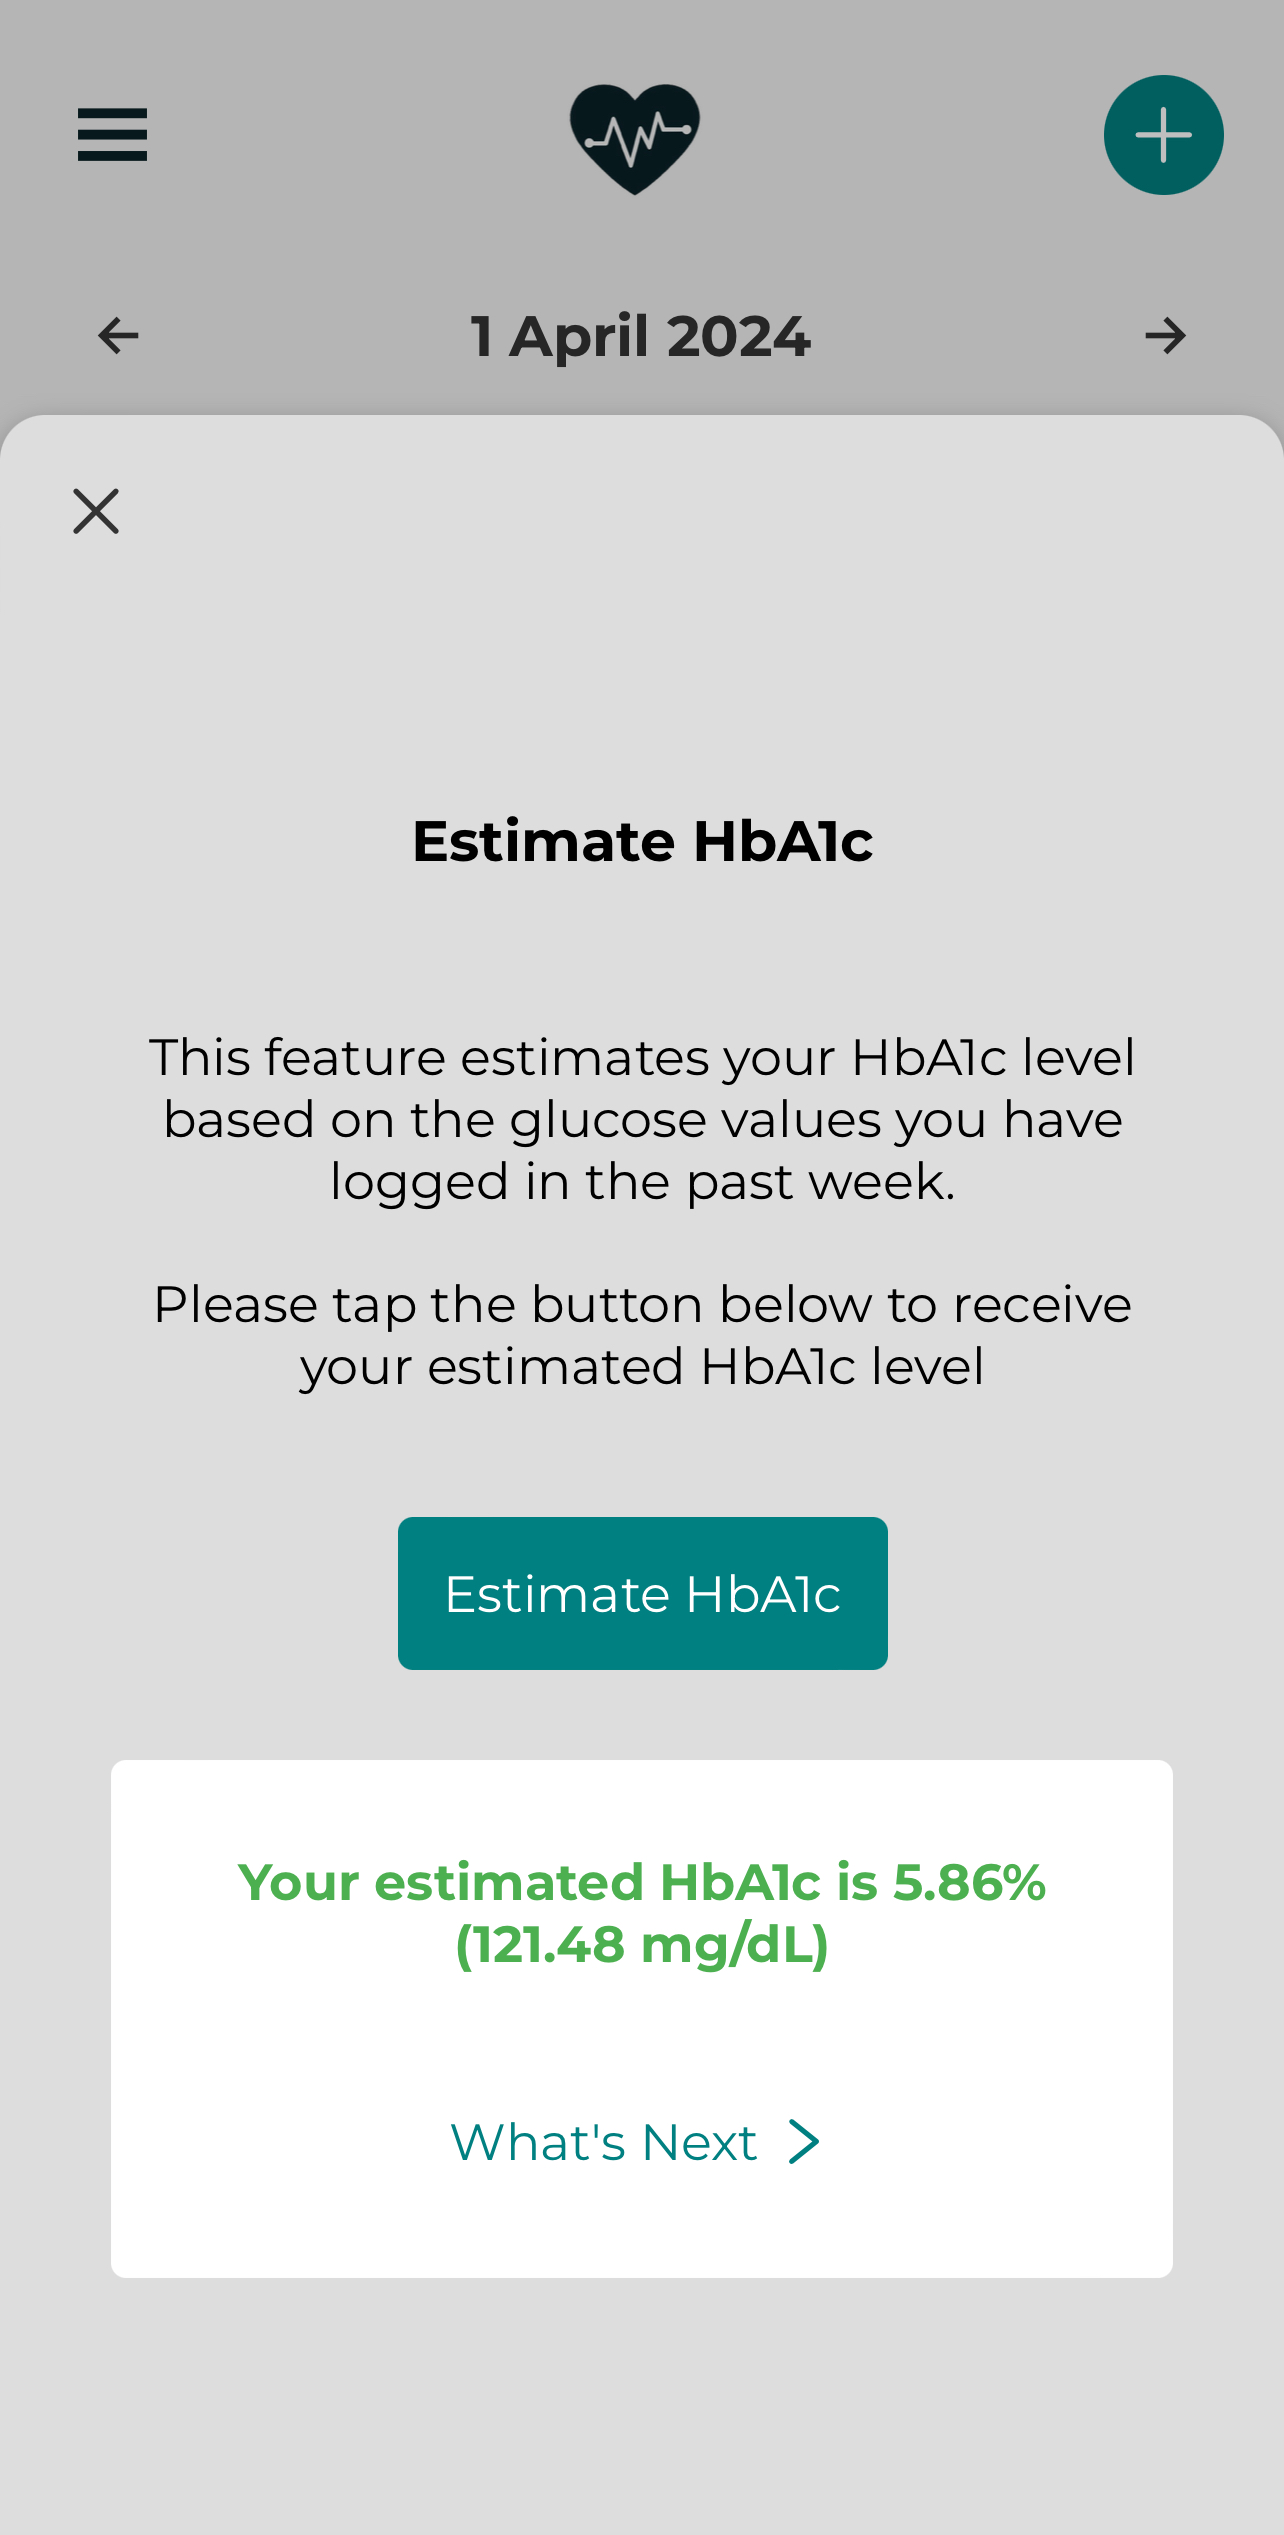 1 April 2024
Estimate HbA1c
This feature estimates your HbA1c level
based on the glucose values you have
logged in the past week.
Please tap the button below to receive
your estimated HbA1c level
Estimate HbA1c
Your estimated HbA1c is 5.86%
(121.48 mg/dL)
What's Next